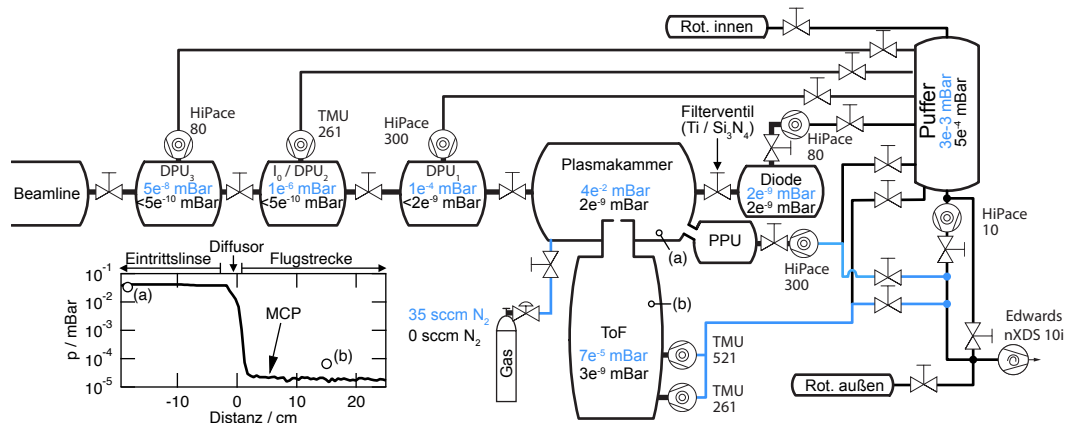 Rot. innen
HiPace
80
TMU
261
HiPace
300
Filterventil
(Ti / Si3N4)
HiPace
80
Puffer
3e-3 mBar
5e-4 mBar
Beamline
DPU3
5e-8 mBar
<5e-10 mBar
I0 / DPU2
1e-6 mBar
<5e-10 mBar
DPU1
1e-4 mBar
<2e-9 mBar
Plasmakammer
4e-2 mBar
2e-9 mBar
Diode
2e-9 mBar
2e-9 mBar
HiPace
10
PPU
(a)
HiPace
300
Diffusor
Eintrittslinse
Flugstrecke
10-1
10-2
10-3
10-4
10-5
p / mBar
(a)
MCP
(b)
-10
0
10
20
Distanz / cm
35 sccm N2
0 sccm N2
Gas
(b)
ToF
7e-5 mBar
3e-9 mBar
TMU
521
TMU
261
Edwards
nXDS 10i
Rot. außen